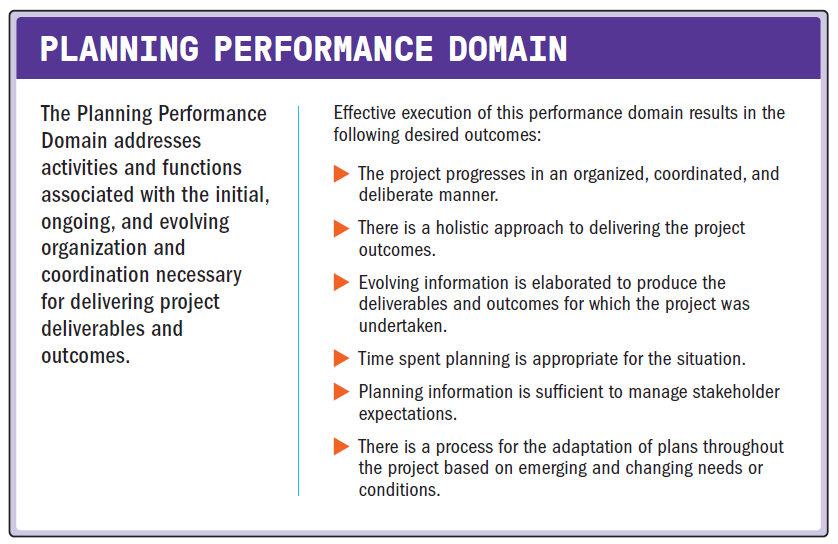 PLANNING PERFORMANCE DOMAIN
The Planning Performance
Domain addresses
activities and functions
associated with the initial,
ongoing, and evolving
organization and
coordination necessary
for delivering project
deliverables and
outcomes.
Effective execution of this performance domain results in the
following desired outcomes:
The project progresses in an organized, coordinated, and
deliberate manner.
There is a holistic approach to delivering the project
outcomes.
Evolving information is elaborated to produce the
deliverables and outcomes for which the project was
undertaken.
Time spent planning is appropriate for the situation.
Planning information is sufficient to manage stakeholder
expectations.
There is a process for the adaptation of plans throughout
the project based on emerging and changing needs or
conditions.